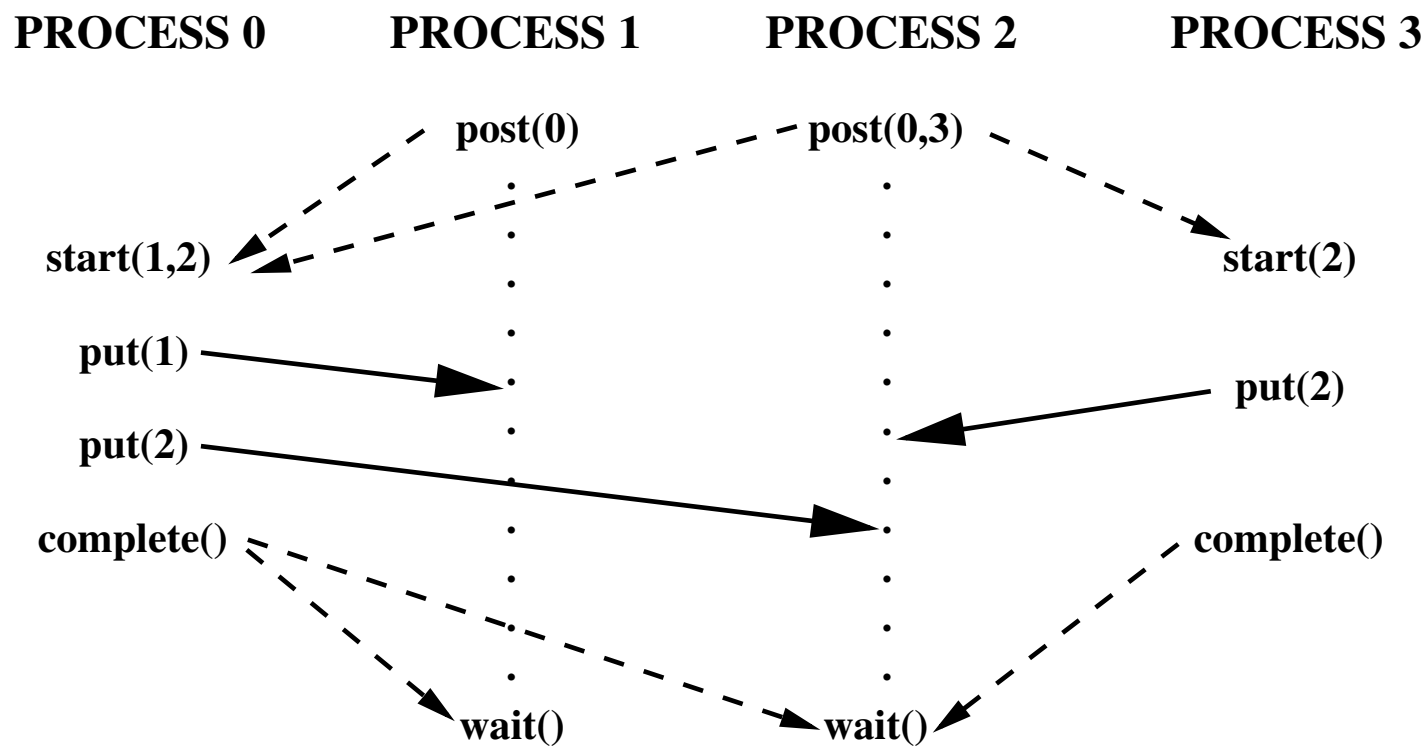 PROCESS 0 PROCESS 1 PROCESS 2 PROCESS 3
post(0) post(0,3)
start(1,2) start(2)
put(1)
put(2)
put(2)
complete() complete()
wait() wait()